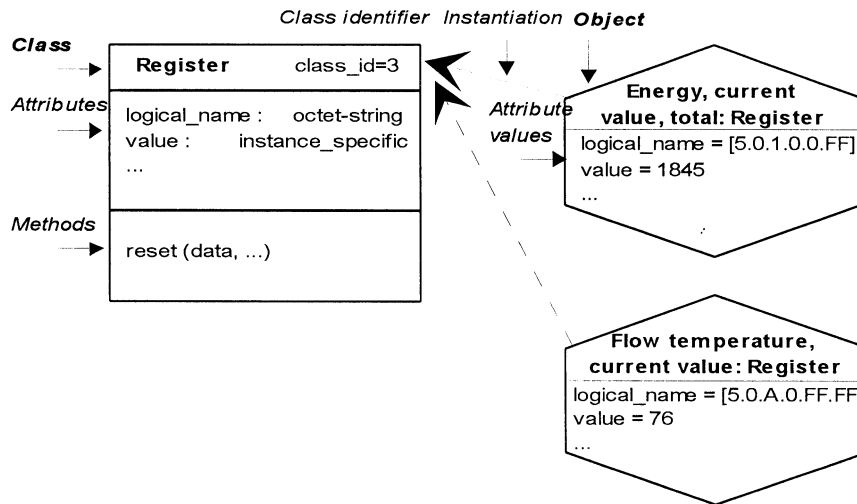 Class identifier Instantiation Object
Class
Register class_id=3
Attributes
logical_name : octet-string
value : instance_specific
...
Methods
reset (data, ...)
Attribute
values
Energy, current
value, total: Register
logical_name = [5.0.1.0.0.FF]
value = 1845
...
Flow temperature,
current value: Register
logical_name = [5.0.A.0.FF.FF
value = 76
...